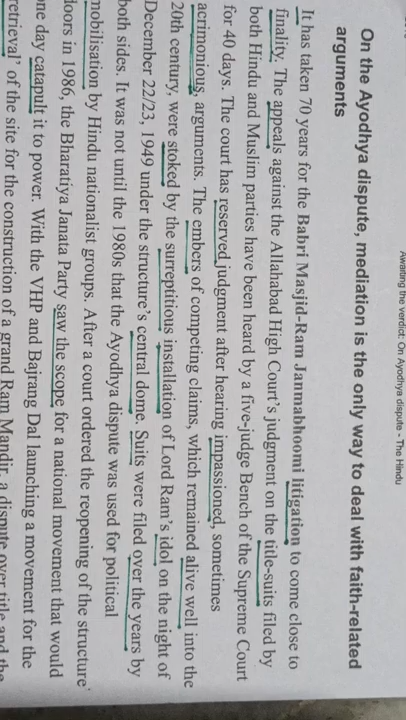 Awaiting the verdict: On Ayodhya dispute - The Hindu
On the Ayodhya dispute, mediation is the only way to deal with faith-related
arguments
It has taken 70 years for the Babri Masjid-Ram Janmabhoomi litigation to come close to
finality. The appeals against the Allahabad High Court's judgment on the title-suits filed by
both Hindu and Muslim parties have been heard by a five-judge Bench of the Supreme Court
for 40 days. The court has reserved judgment after hearing impassioned, sometimes
acrimonious, arguments. The embers of competing claims, which remained alive well into the
20th century, were stoked by the surreptitious installation of Lord Ram's idol on the night of
December 22/23, 1949 under the structure's central dome. Suits were filed over the years by
both sides. It was not until the 1980s that the Ayodhya dispute was used for political
mobilisation by Hindu nationalist groups. After a court ordered the reopening of the structure'
doors in 1986, the Bharatiya Janata Party saw the scope for a national movement that would
one day catapult it to power. With the VHP and Bajrang Dal launching a movement for the
retrieval' of the site for the construction of a grand Ram Mandir, a dispute over title and the